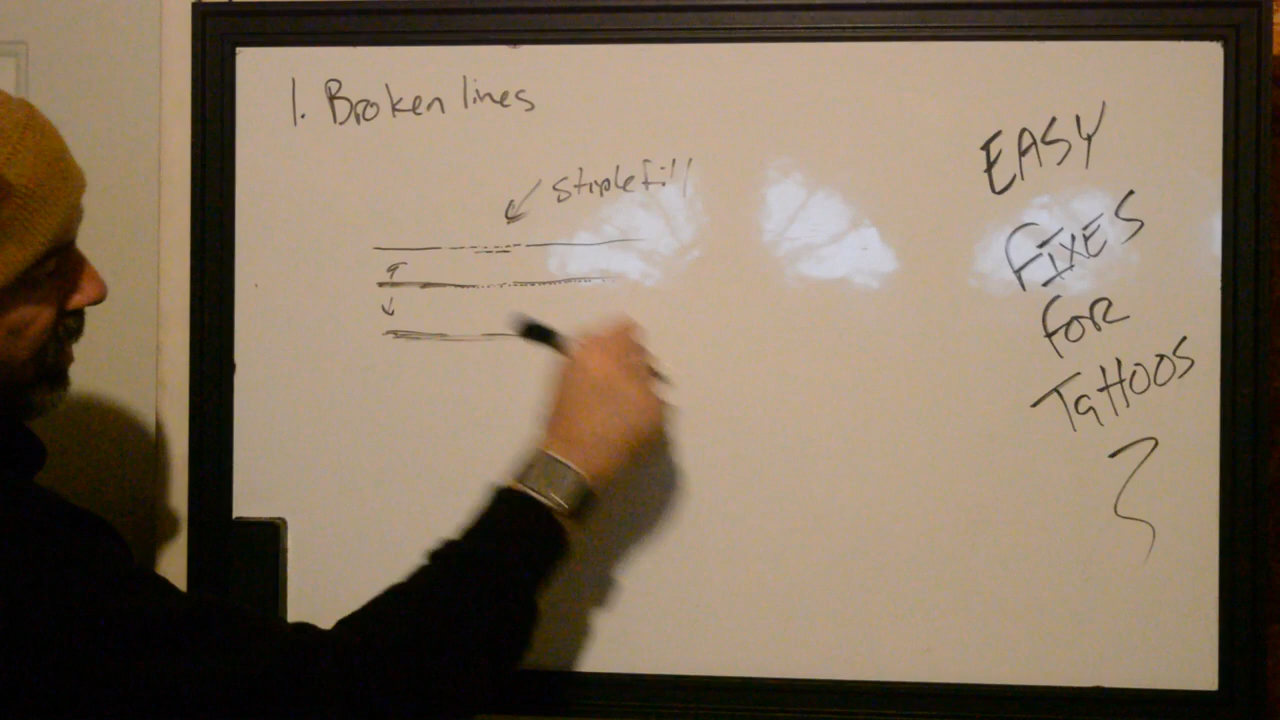 1. Broken lines
stiple fill
EASY
FIXES
FOR
TATTOOS